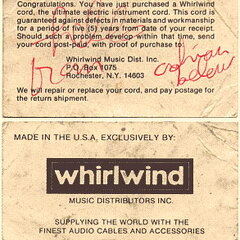 Congratulations. You have just purchased a Whirlwind
cord, the ultimate electric instrument cord. This cord is
guaranteed against defects in materials and workmanship
for a period of five (5) years from date of your receipt.
Should such a problem develop within that time, send
your cord post-paid, with proof of purchase to:
Whirlwind Music Dist. Inc.
P.O. Box 1075
Rochester, N.Y. 14603
We will repair or replace your cord, and pay postage for
the return shipment.
MADE IN THE U.S.A, EXCLUSIVELY BY:
whirlwind
MUSIC DISTRIBUTORS INC.
SUPPLYING THE WORLD WITH THE
FINEST AUDIO CABLES AND ACCESSORIES